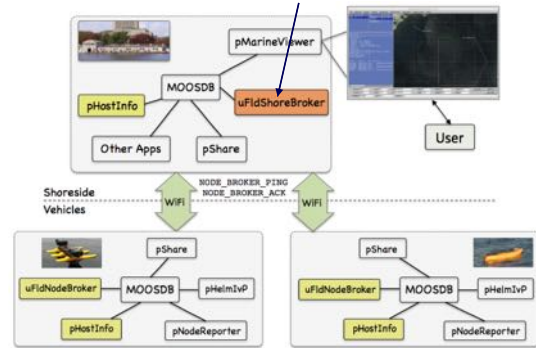 pMarineViewer
MOOSDB
pHostInfo
uFldShoreBroker
Other Apps
pShare
User
NODE_BROKER_PING
NODE_BROKER_ACK
Shoreside
Vehicles
WiFi
WiFi
pShare
uFldNodeBroker
MOOSDB
pHelmIvP
pHostInfo
pNodeReporter
pShare
uFldNodeBroker
MOOSDB
pHelmIvP
pHostInfo
pNodeReporter